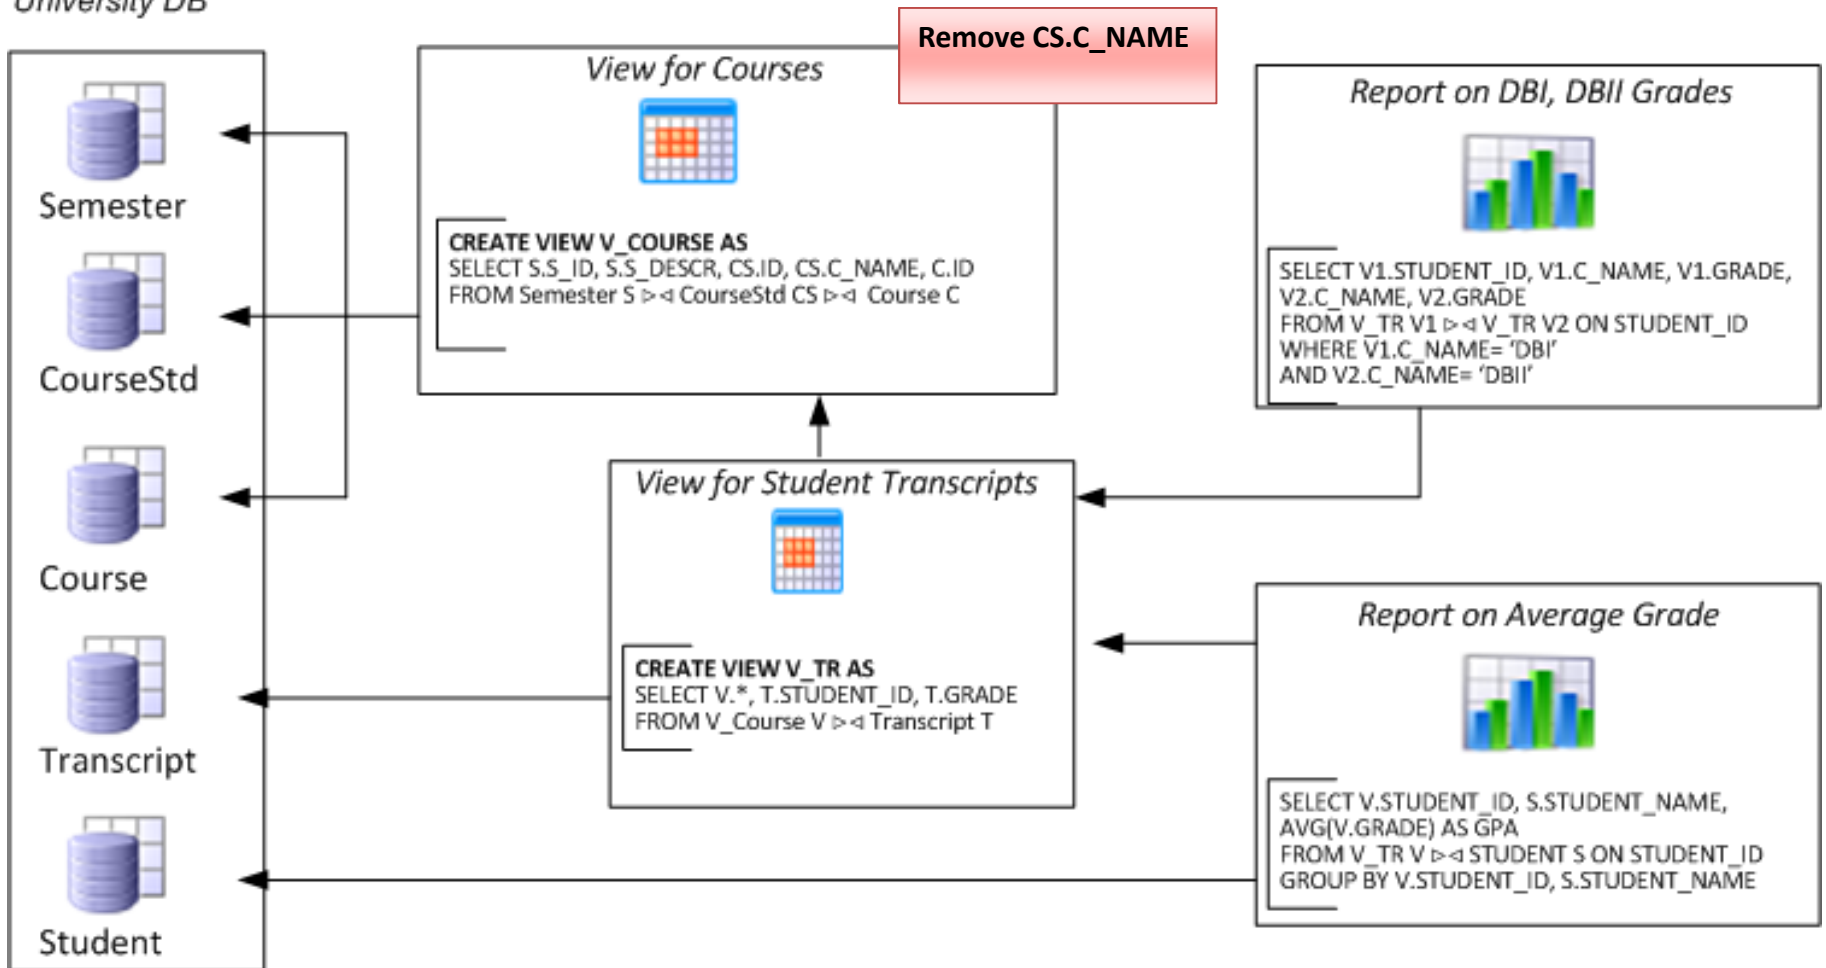 University DB
Semester
CourseStd
Course
Transcript
Student
View for Courses
Remove CS.C_NAME
CREATE VIEW V_COURSE AS
SELECT S.S_ID, S.S_DESCR, CS.ID, CS.C_NAME, C.ID
FROM Semester S ⊳⊲ CourseStd CS ⊳⊲ Course C
View for Student Transcripts
CREATE VIEW V_TR AS
SELECT V.*, T.STUDENT_ID, T.GRADE
FROM V_Course V ⊳⊲ Transcript T
Report on DBI, DBII Grades
SELECT V1.STUDENT_ID, V1.C_NAME, V1.GRADE,
V2.C_NAME, V2.GRADE
FROM V_TR V1 ⊳⊲ V_TR V2 ON STUDENT_ID
WHERE V1.C_NAME= ‘DBI’
AND V2.C_NAME= ‘DBII’
Report on Average Grade
SELECT V.STUDENT_ID, S.STUDENT_NAME,
AVG(V.GRADE) AS GPA
FROM V_TR V ⊳⊲ STUDENT S ON STUDENT_ID
GROUP BY V.STUDENT_ID, S.STUDENT_NAME